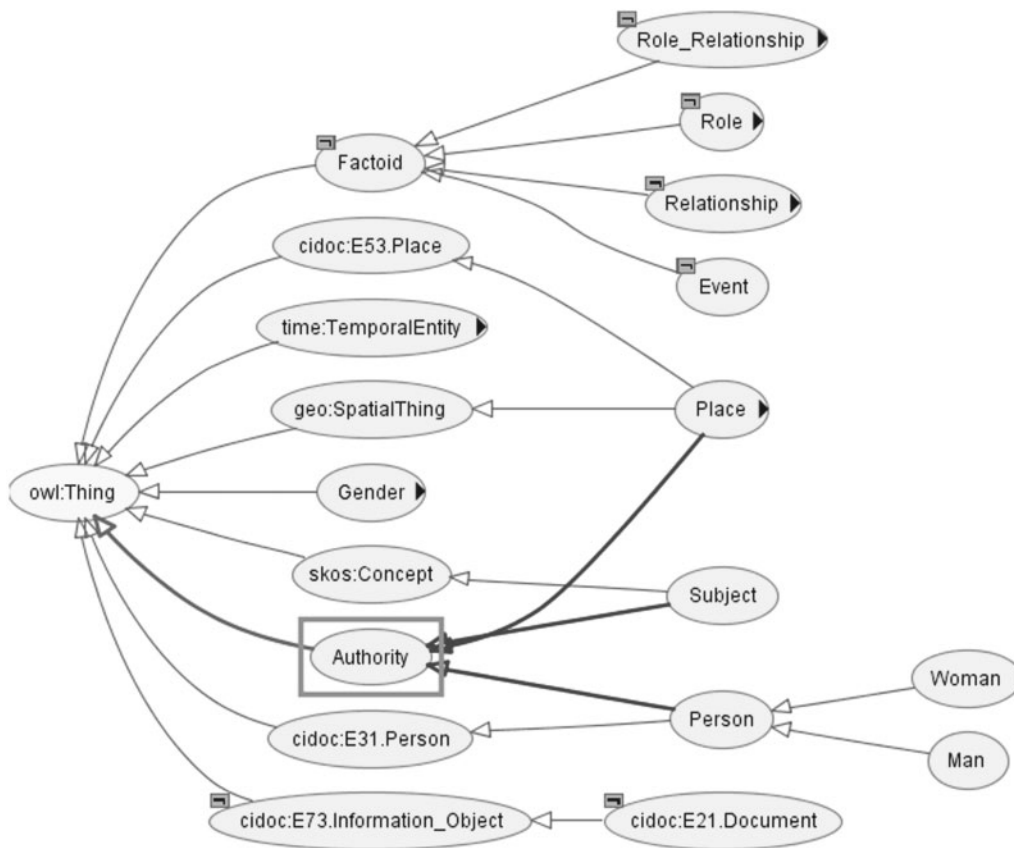 Role_Relationship
Role
Factoid
Relationship
cidoc:E53.Place
Event
time:TemporalEntity
geo:SpatialThing
Place
owl:Thing
Gender
skos:Concept
Subject
Authority
Woman
Person
cidoc:E31.Person
Man
cidoc:E73.Information_Object
cidoc:E21.Document